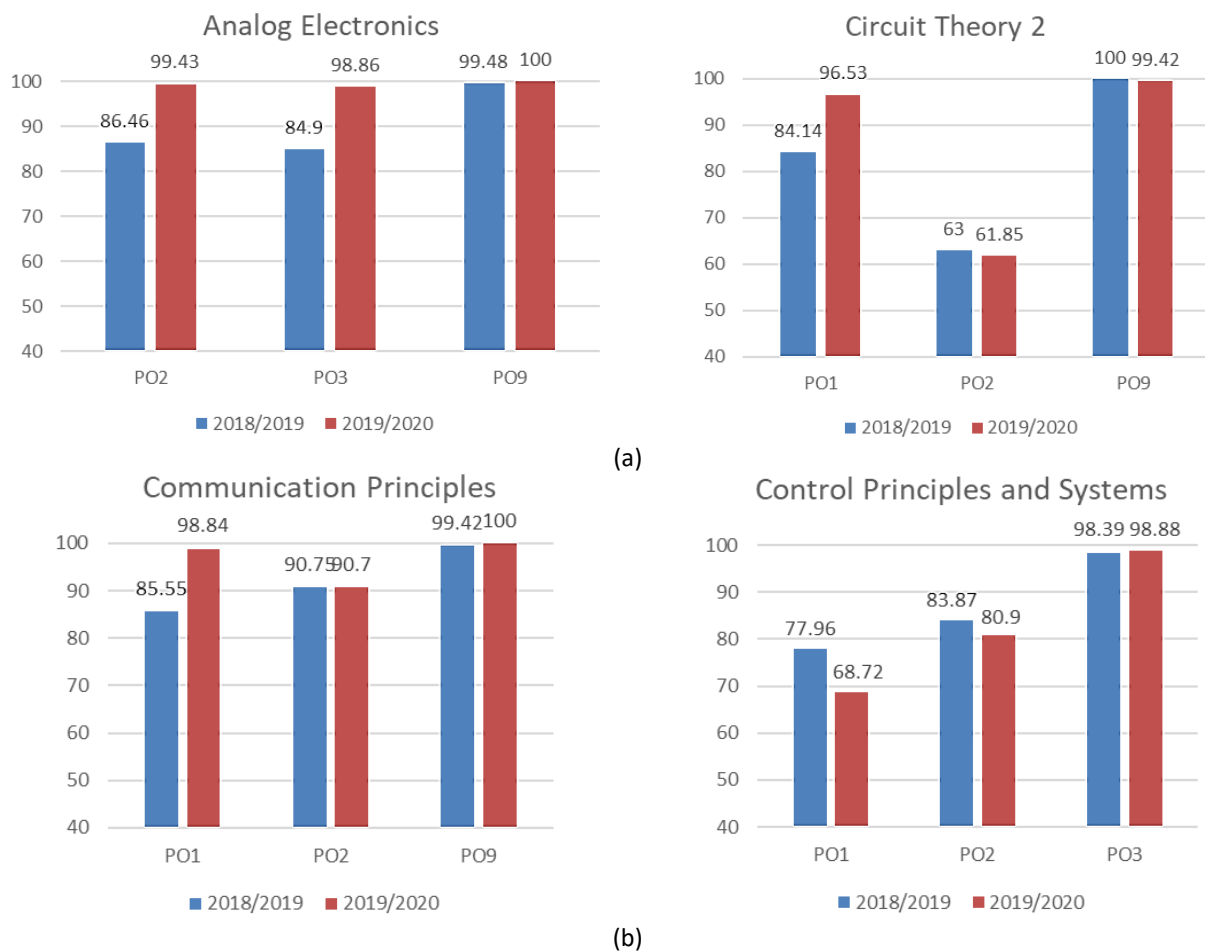 Analog Electronics
99.43 98.86 99.48 100
100
86.46 84.9
90
80
70
60
50
40
PO2 PO3 PO9
2018/2019 2019/2020
Circuit Theory 2
96.53 100 99.42
100
84.14
90
80
70
63 61.85
60
50
40
PO1 PO2 PO9
2018/2019 2019/2020
(a)
Communication Principles
98.84 99.42 100
100
85.55 90.75 90.7
90
80
70
60
50
40
PO1 PO2 PO9
2018/2019 2019/2020
Control Principles and Systems
98.39 98.88
100
83.87
90
77.96 80.9
80
68.72
70
60
50
40
PO1 PO2 PO3
2018/2019 2019/2020
(b)